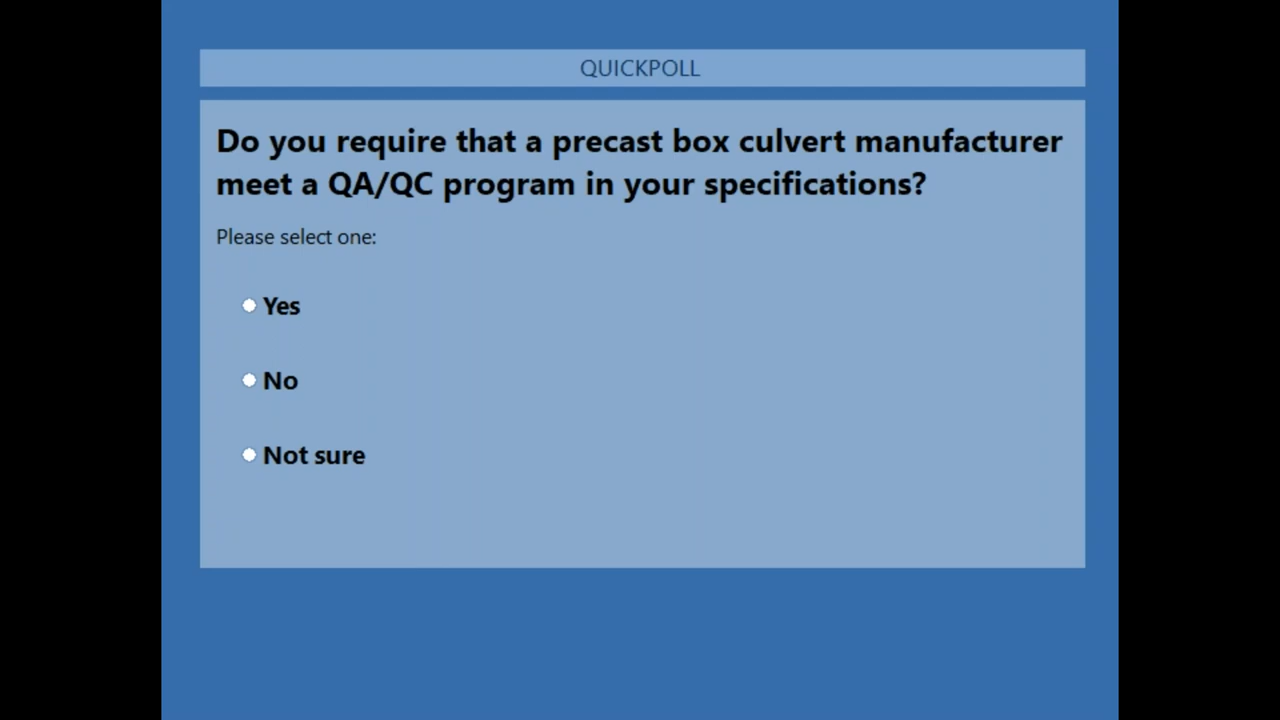 QUICKPOLL
Do you require that a precast box culvert manufacturer
meet a QA/QC program in your specifications?
Please select one:
Yes
No
Not sure